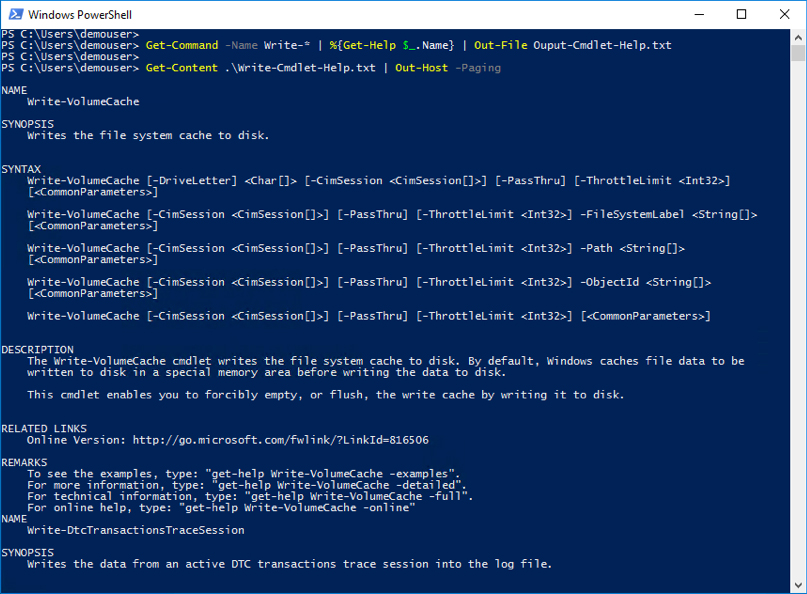 Windows PowerShell
PS C:\Users\demouser>
PS C:\Users\demouser> Get-Command -Name Write-* | %{Get-Help $_.Name} | Out-File Ouput-Cmdlet-Help.txt
PS C:\Users\demouser>
PS C:\Users\demouser> Get-Content .\Write-Cmdlet-Help.txt | Out-Host -Paging
NAME
Write-VolumeCache
SYNOPSIS
Writes the file system cache to disk.
SYNTAX
Write-VolumeCache [-DriveLetter] <Char[]> [-CimSession <CimSession[]>] [-PassThru] [-ThrottleLimit <Int32>]
[<CommonParameters>]
Write-VolumeCache [-CimSession <CimSession[]>] [-PassThru] [-ThrottleLimit <Int32>] -FileSystemLabel <String[]>
[<CommonParameters>]
Write-VolumeCache [-CimSession <CimSession[]>] [-PassThru] [-ThrottleLimit <Int32>] -Path <String[]>
[<CommonParameters>]
Write-VolumeCache [-CimSession <CimSession[]>] [-PassThru] [-ThrottleLimit <Int32>] -ObjectId <String[]>
[<CommonParameters>]
Write-VolumeCache [-CimSession <CimSession[]>] [-PassThru] [-ThrottleLimit <Int32>] [<CommonParameters>]
DESCRIPTION
The Write-VolumeCache cmdlet writes the file system cache to disk. By default, Windows caches file data to be
written to disk in a special memory area before writing the data to disk.
This cmdlet enables you to forcibly empty, or flush, the write cache by writing it to disk.
RELATED LINKS
Online Version: http://go.microsoft.com/fwlink/?LinkId=816506
REMARKS
To see the examples, type: "get-help Write-VolumeCache -examples".
For more information, type: "get-help Write-VolumeCache -detailed".
For technical information, type: "get-help Write-VolumeCache -full".
For online help, type: "get-help Write-VolumeCache -online"
NAME
Write-DtcTransactionsTraceSession
SYNOPSIS
Writes the data from an active DTC transactions trace session into the log file.